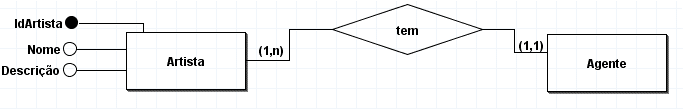 IdArtista
Nome
Descrição
Artista
(1,n)
tem
(1,1)
Agente